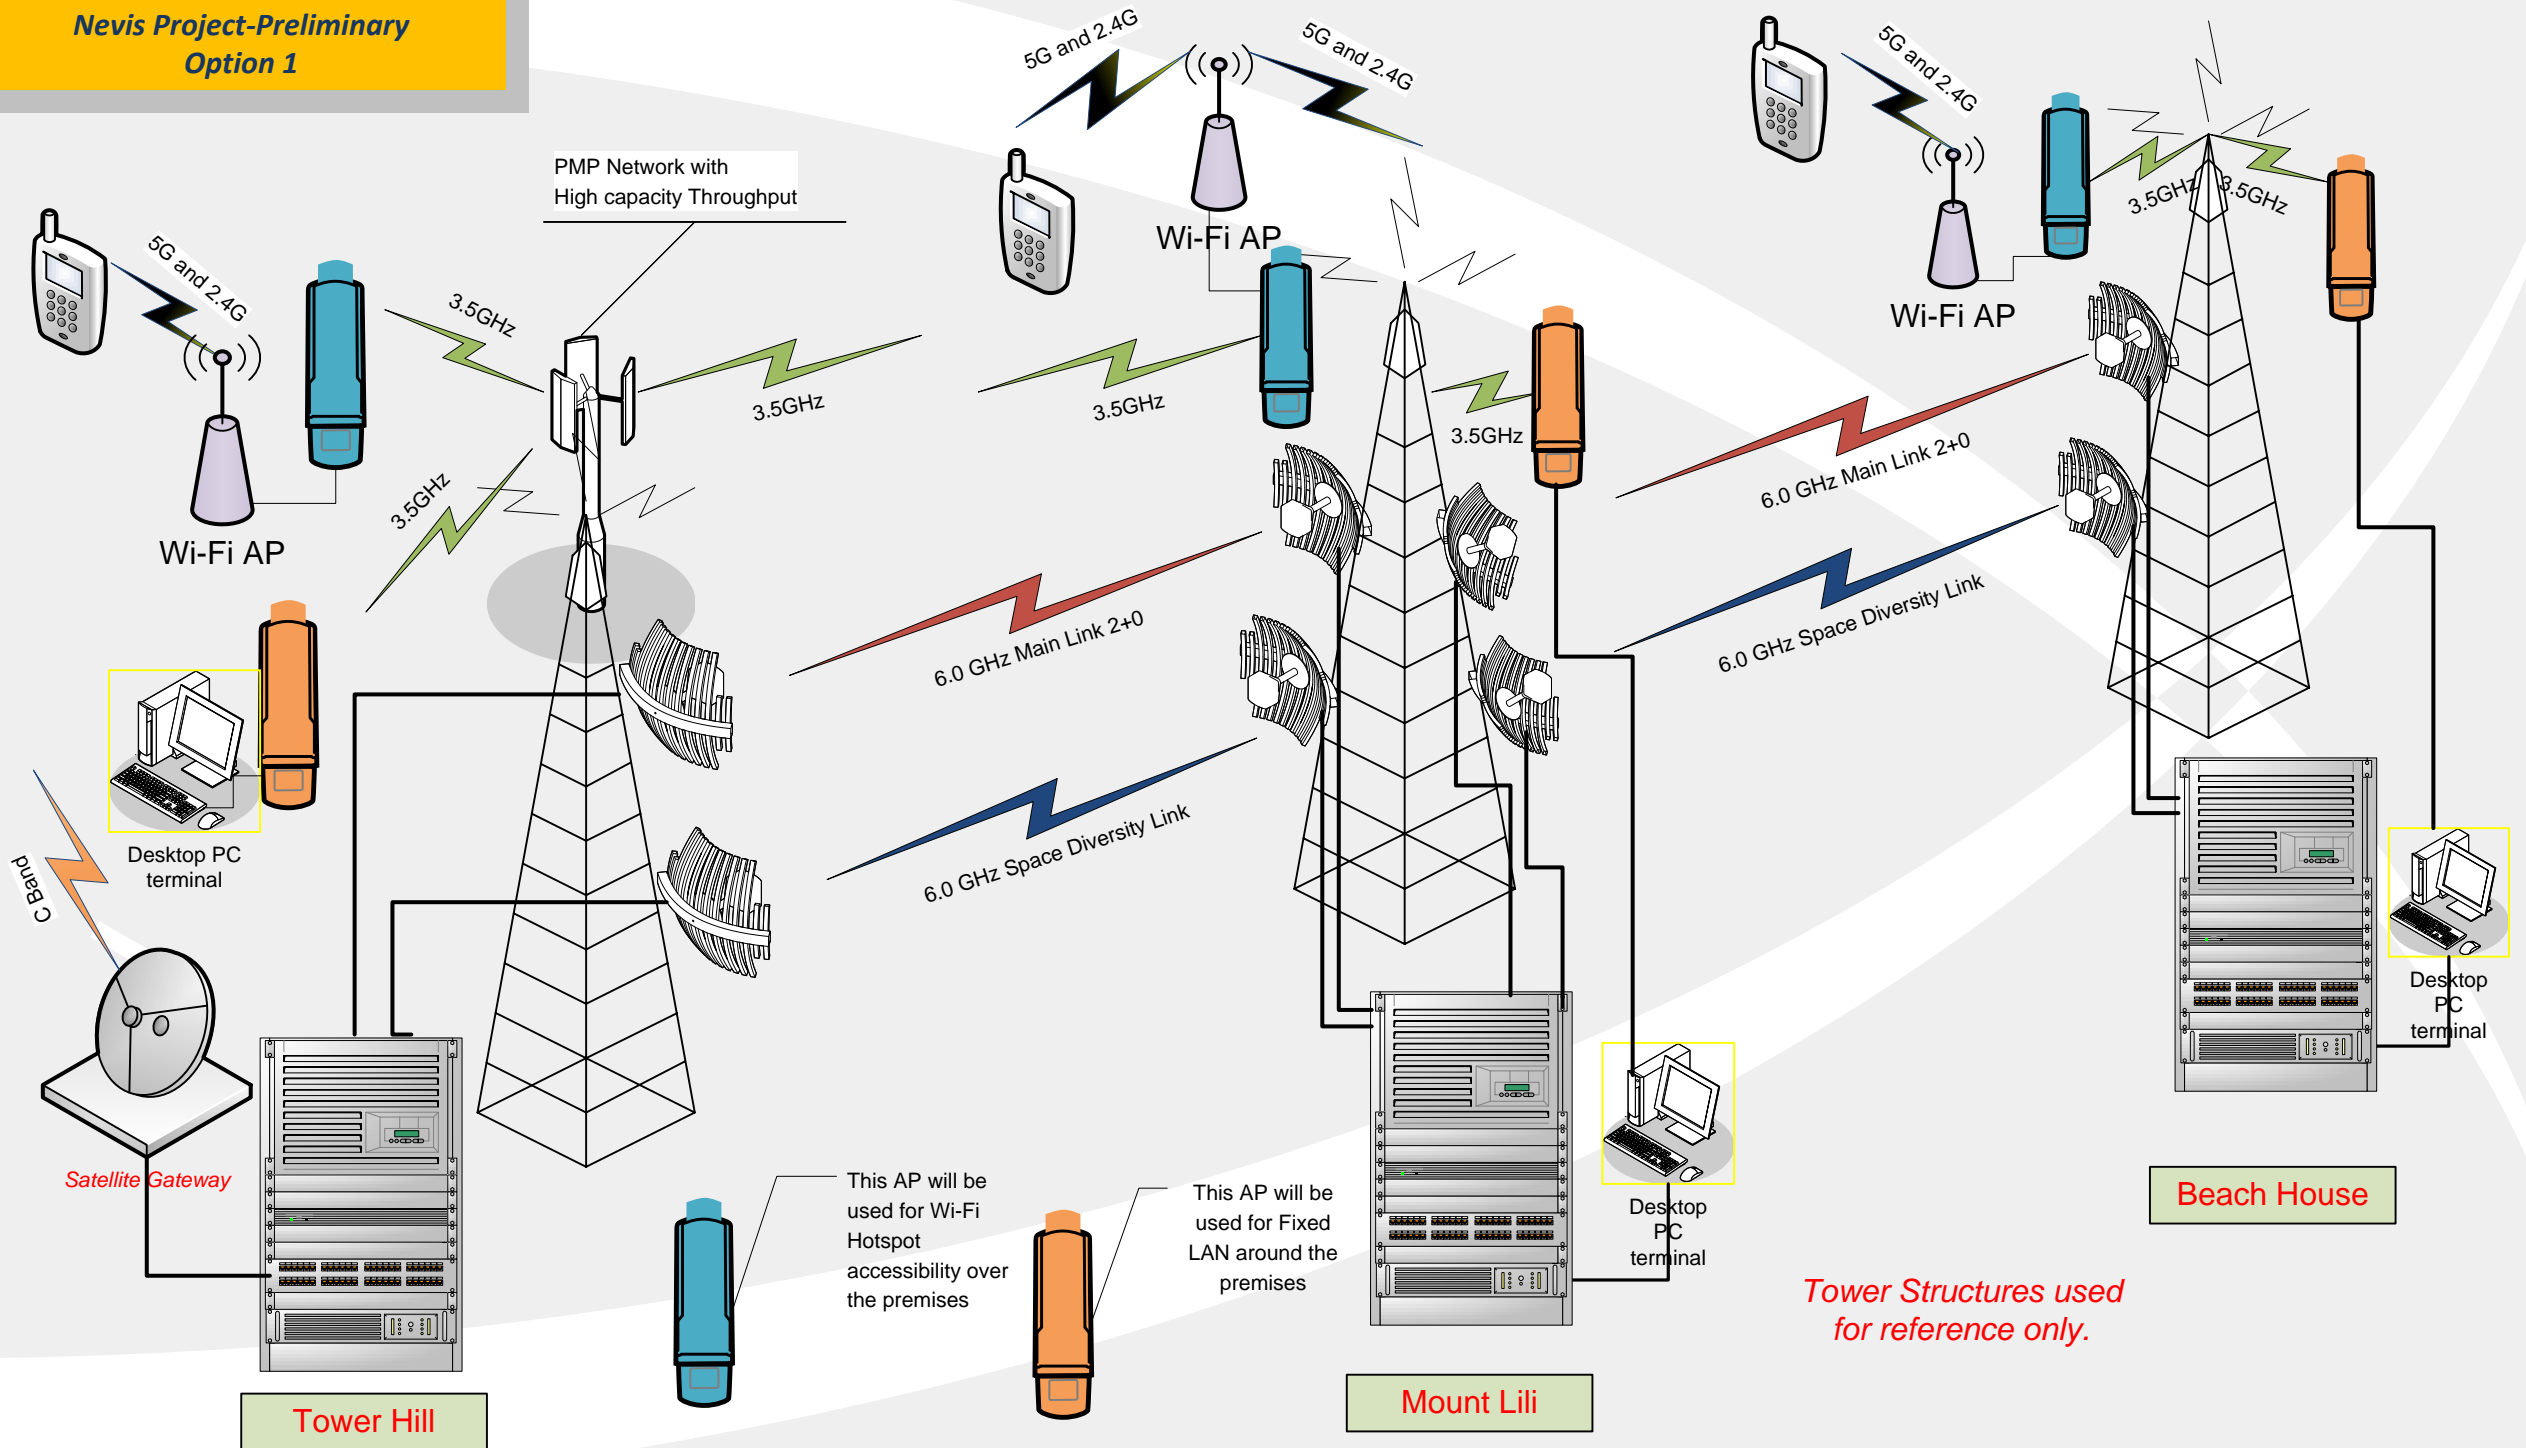 Nevis Project-Preliminary
Option 1
5G and 2.4G
5G and 2.4G
5G and 2.4G
PMP Network with
High capacity Throughput
Wi-Fi AP
3.5GHz
3.5GHz
Wi-Fi AP
5G and 2.4G
3.5GHz
3.5GHz
3.5GHz
3.5GHz
3.5GHz
Wi-Fi AP
6.0 GHz Main Link 2+0
6.0 GHz Space Diversity Link
6.0 GHz Main Link 2+0
6.0 GHz Space Diversity Link
Desktop PC
terminal
C Band
Satellite Gateway
Desktop
PC
terminal
Desktop
PC
terminal
This AP will be
used for Wi-Fi
Hotspot
accessibility over
the premises
This AP will be
used for Fixed
LAN around the
premises
Beach House
Tower Structures used
for reference only.
Mount Lili
Tower Hill